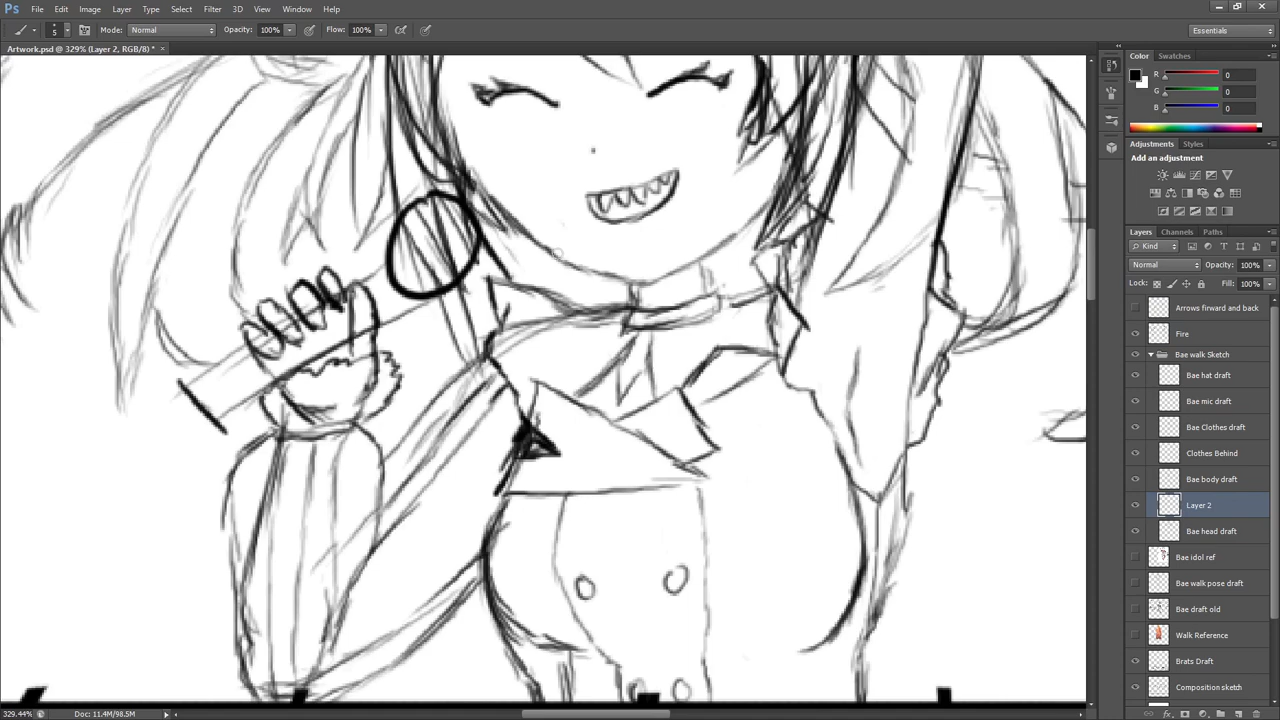 Ps File Edit Image Layer Type Select Filter 3D View Window Help
5 Mode: Normal Opacity: 100% Flow: 100% Essentials
Artwork.psd @ 329% (Layer 2, RGB/8) * ×
Color Swatches
R 0
G 0
B 0
Adjustments Styles
Add an adjustment
Layers Channels Paths
Kind
Normal Opacity: 100%
Lock: Fill: 100%
Arrows firward and back
Fire
Bae walk Sketch
Bae hat draft
Bae mic draft
Bae Clothes draft
Clothes Behind
Bae body draft
Layer 2
Bae head draft
Bae idol ref
Bae walk pose draft
Bae draft old
Walk Reference
Brats Draft
Composition sketch
329.44% Doc: 11.4M/98.5M